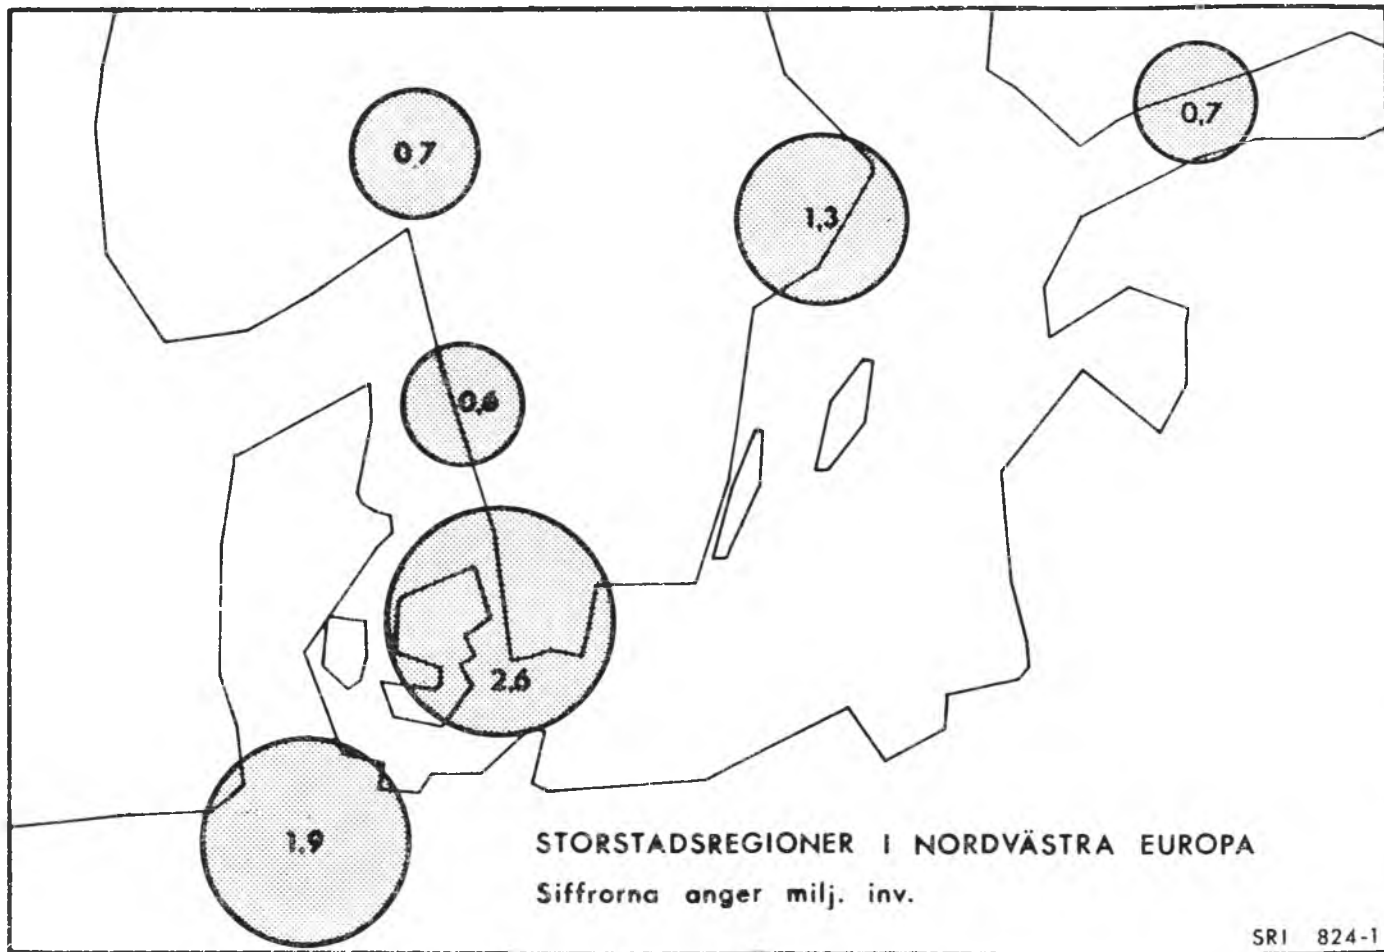 0,7
0,7
1,3
0,6
2,6
1,9
STORSTADSREGIONER I NORDVÄSTRA EUROPA
Siffrorna anger milj. inv.
SRI 824-1